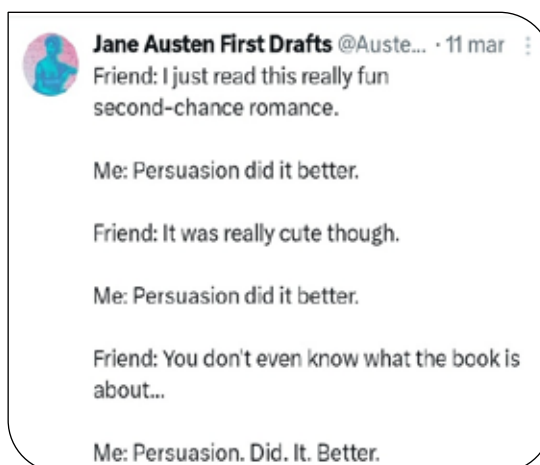 Jane Austen First Drafts @Auste... · 11 mar
Friend: I just read this really fun
second-chance romance.
Me: Persuasion did it better.
Friend: It was really cute though.
Me: Persuasion did it better.
Friend: You don't even know what the book is
about...
Me: Persuasion. Did. It. Better.